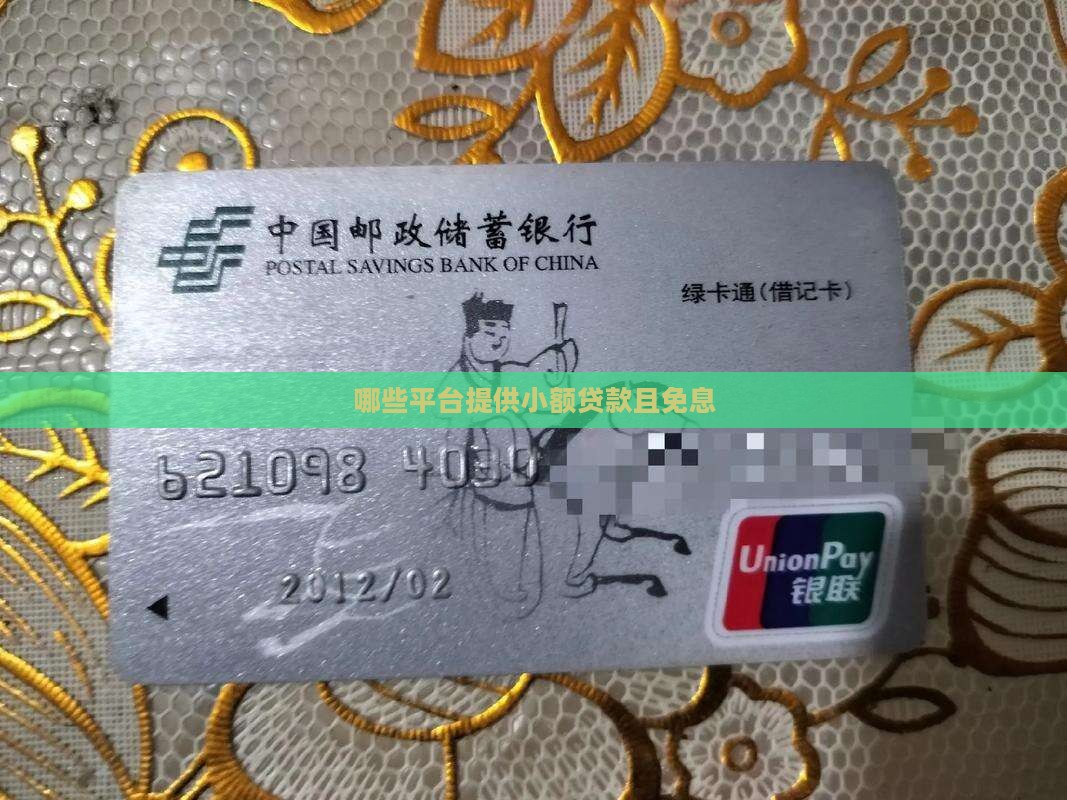 中国邮政储蓄银行
POSTAL SAVINGS BANK OF CHINA
绿卡通(借记卡)
哪些平台提供小额贷款且免息
621098 4030
2012/02
UnionPay
银联